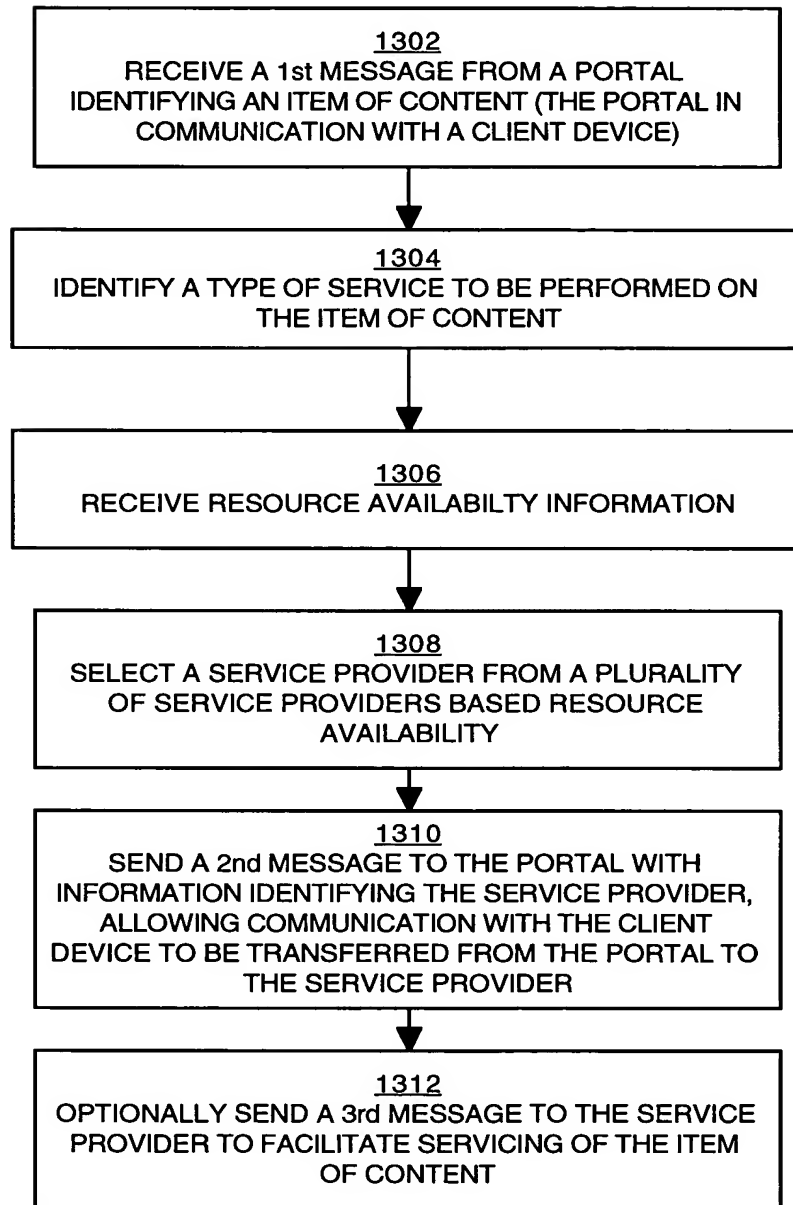 1302
RECEIVE A 1st MESSAGE FROM A PORTAL
IDENTIFYING AN ITEM OF CONTENT (THE PORTAL IN
COMMUNICATION WITH A CLIENT DEVICE)
1304
IDENTIFY A TYPE OF SERVICE TO BE PERFORMED ON
THE ITEM OF CONTENT
1306
RECEIVE RESOURCE AVAILABILTY INFORMATION
1308
SELECT A SERVICE PROVIDER FROM A PLURALITY
OF SERVICE PROVIDERS BASED RESOURCE
AVAILABILITY
1310
SEND A 2nd MESSAGE TO THE PORTAL WITH
INFORMATION IDENTIFYING THE SERVICE PROVIDER,
ALLOWING COMMUNICATION WITH THE CLIENT
DEVICE TO BE TRANSFERRED FROM THE PORTAL TO
THE SERVICE PROVIDER
1312
OPTIONALLY SEND A 3rd MESSAGE TO THE SERVICE
PROVIDER TO FACILITATE SERVICING OF THE ITEM
OF CONTENT